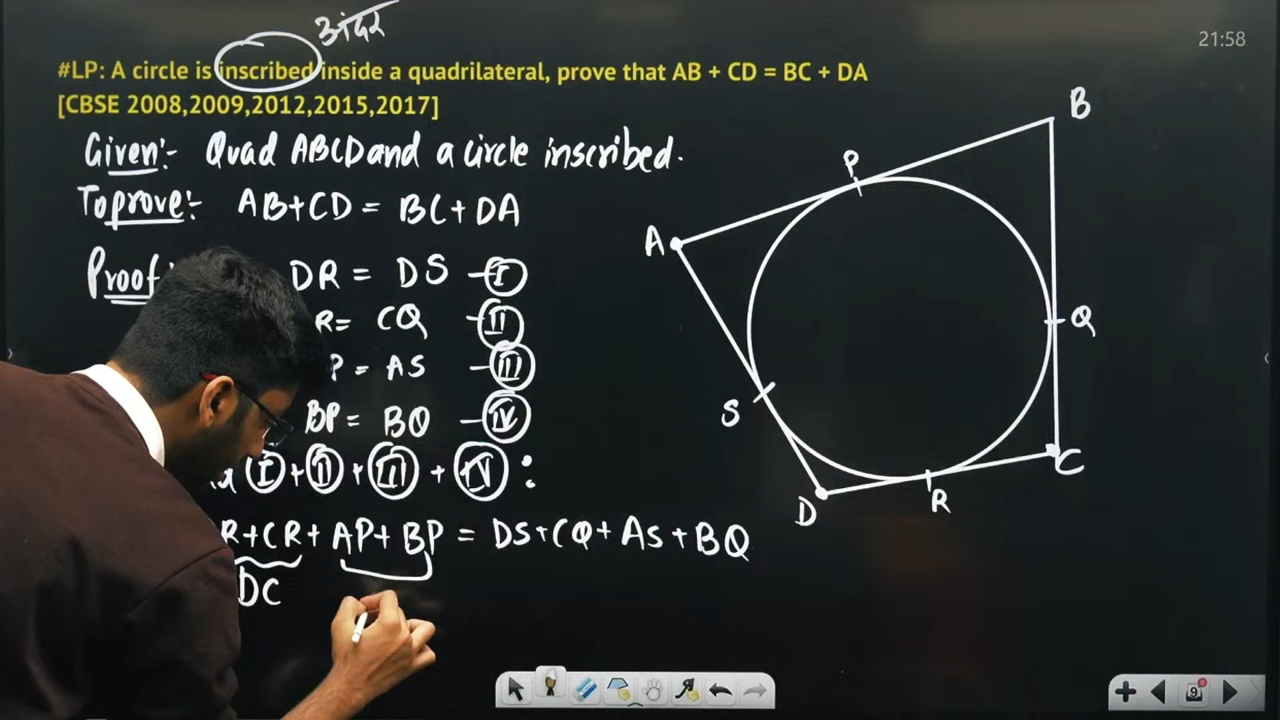 21:58
#LP: A circle is inscribed inside a quadrilateral, prove that AB + CD = BC + DA
[CBSE 2008,2009,2012,2015,2017]
Given:- Quad ABCD and a circle inscribed.
To prove:- AB+CD = BC+DA
Proof DR = DS - I
R = CQ - II
P = AS - III
BP = BQ - IV
I + II + III + IV :
R+CR+AP+BP = DS+CQ+AS+BQ
DC
B
P
A
Q
S
C
D
R
9